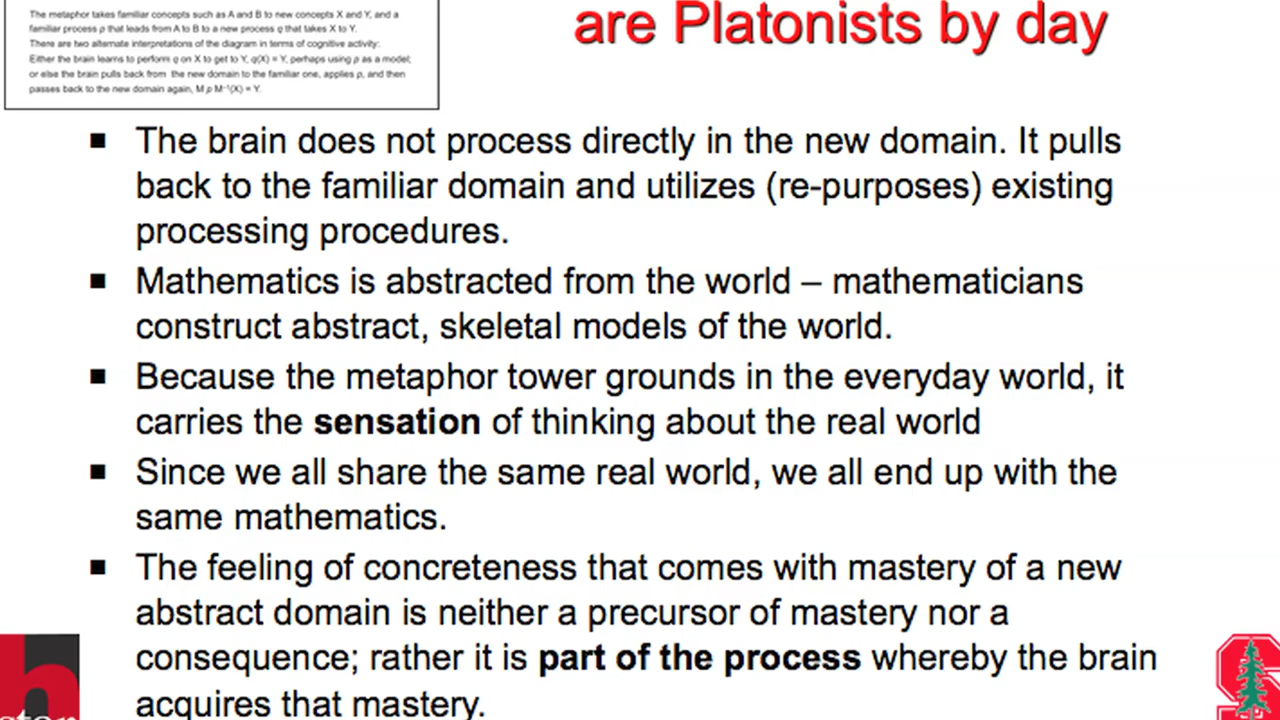 The metaphor takes familiar concepts such as A and B to new concepts X and Y, and a
familiar process p that leads from A to B to a new process q that takes X to Y.
There are two alternate interpretations of the diagram in terms of cognitive activity:
Either the brain learns to perform q on X to get to Y, q(X) = Y, perhaps using p as a model;
or else the brain pulls back from the new domain to the familiar one, applies p, and then
passes back to the new domain again, M p M⁻¹(X) = Y.
are Platonists by day
■ The brain does not process directly in the new domain. It pulls
back to the familiar domain and utilizes (re-purposes) existing
processing procedures.
■ Mathematics is abstracted from the world – mathematicians
construct abstract, skeletal models of the world.
■ Because the metaphor tower grounds in the everyday world, it
carries the sensation of thinking about the real world
■ Since we all share the same real world, we all end up with the
same mathematics.
■ The feeling of concreteness that comes with mastery of a new
abstract domain is neither a precursor of mastery nor a
consequence; rather it is part of the process whereby the brain
acquires that mastery.
h
S